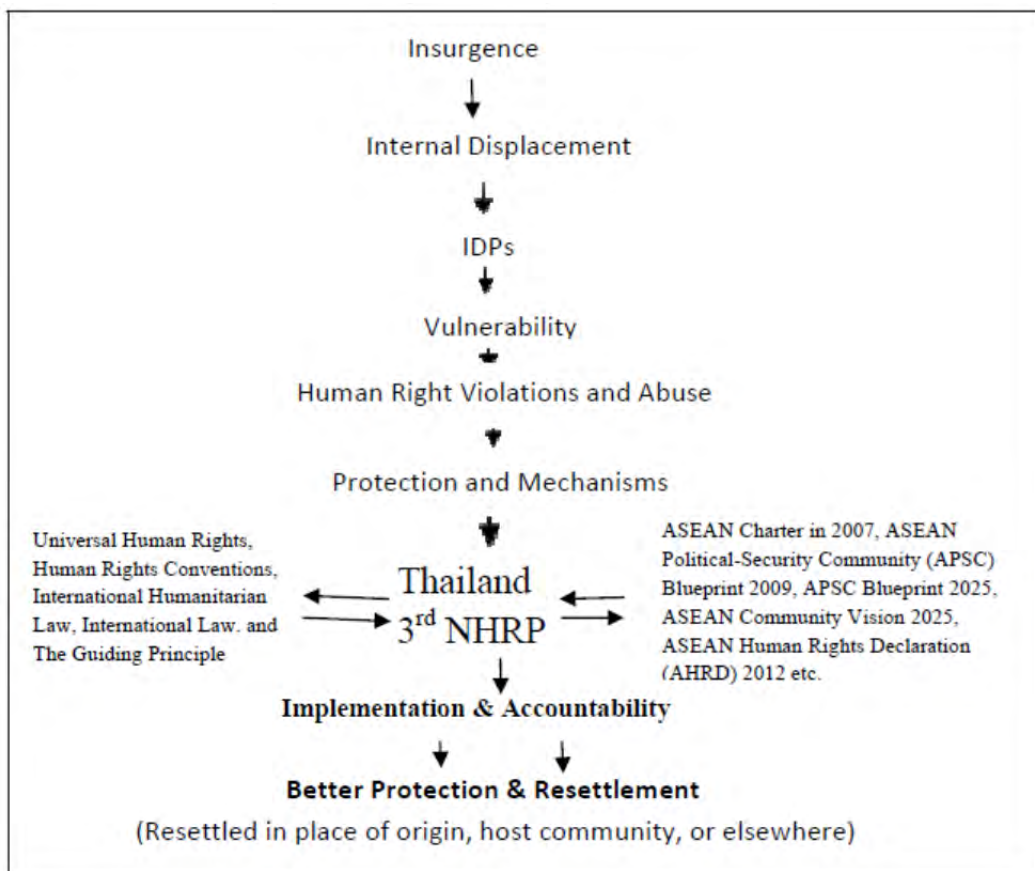 Insurgence
Internal Displacement
IDPs
Vulnerability
Human Right Violations and Abuse
Protection and Mechanisms
Universal Human Rights,
Human Rights Conventions,
International Humanitarian
Law, International Law. and
The Guiding Principle
Thailand
3rd NHRP
ASEAN Charter in 2007, ASEAN
Political-Security Community (APSC)
Blueprint 2009, APSC Blueprint 2025,
ASEAN Community Vision 2025,
ASEAN Human Rights Declaration
(AHRD) 2012 etc.
Implementation & Accountability
Better Protection & Resettlement
(Resettled in place of origin, host community, or elsewhere)